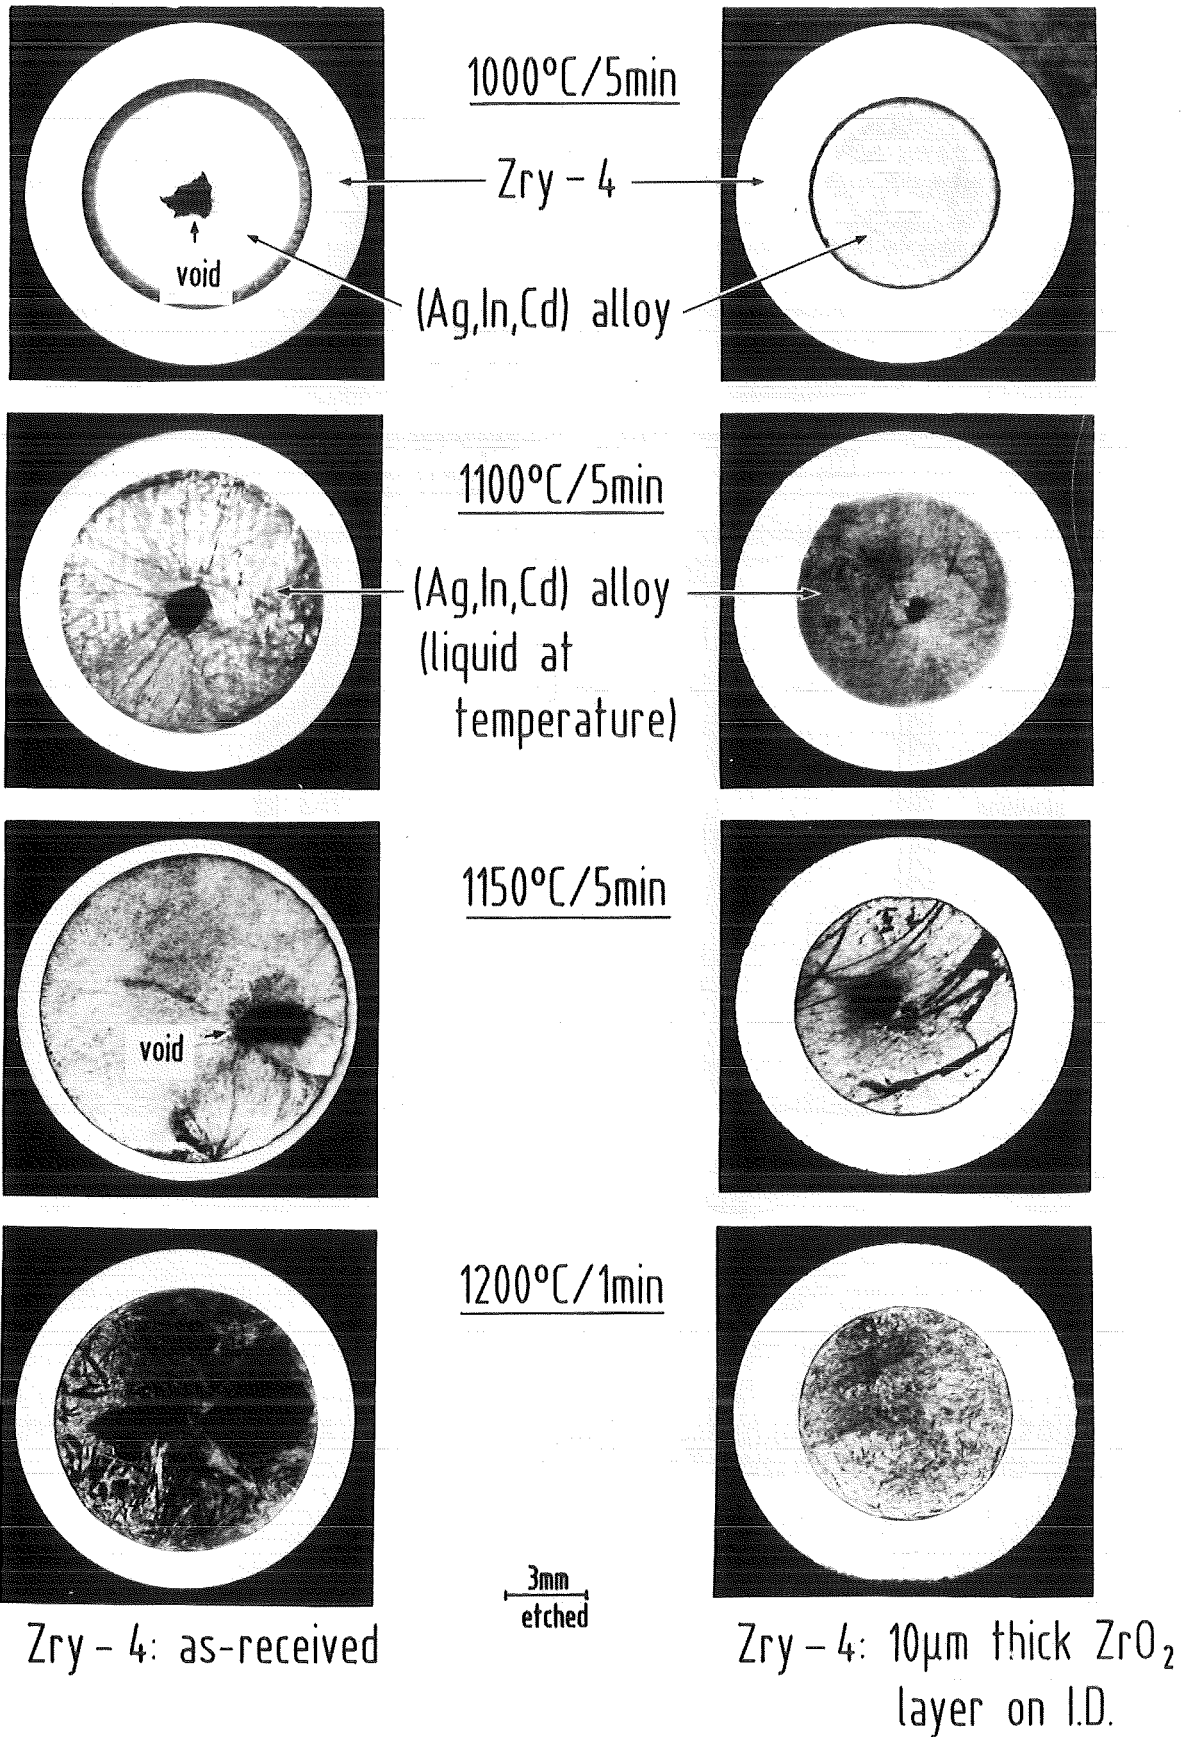 1000°C/5min
Zry-4
void
(Ag,In,Cd) alloy
1100°C/5min
(Ag,In,Cd) alloy
(liquid at
temperature)
1150°C/5min
void
1200°C/1min
3mm
etched
Zry-4: as-received
Zry-4: 10µm thick ZrO₂
layer on I.D.